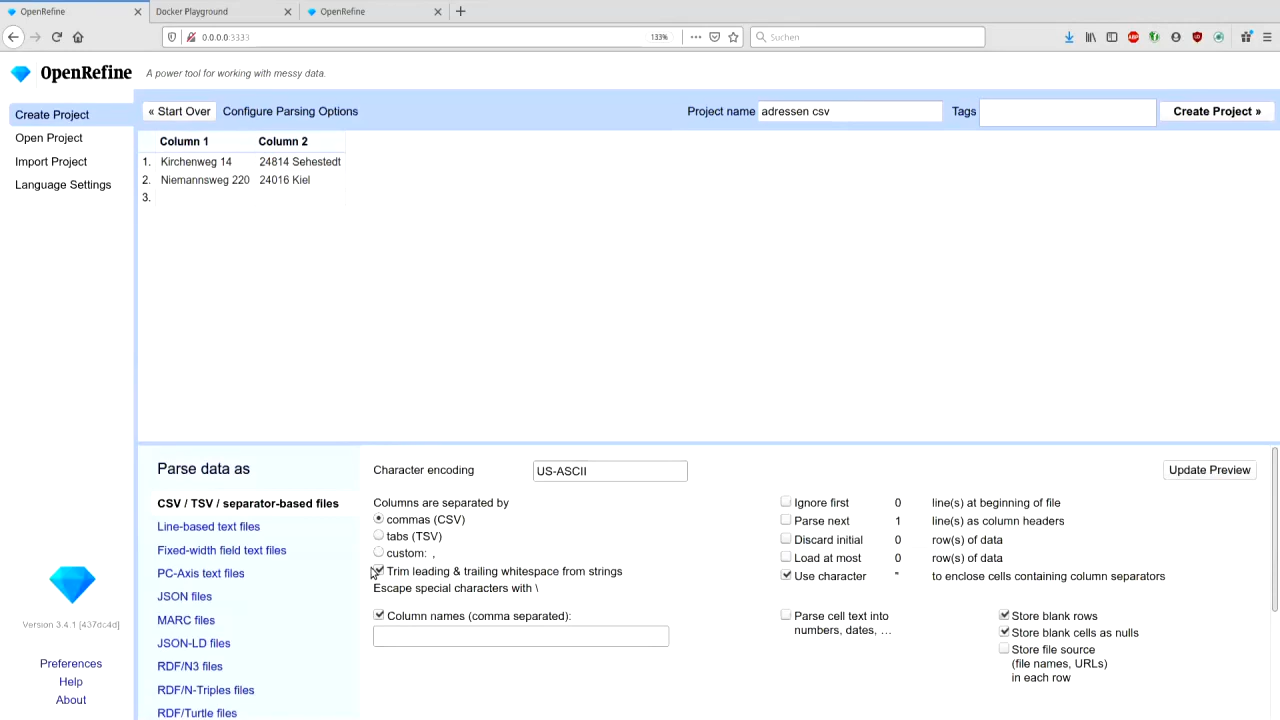 OpenRefine
Docker Playground
OpenRefine
0.0.0.0:3333
133%
Suchen
OpenRefine
A power tool for working with messy data.
Create Project
Open Project
Import Project
Language Settings
« Start Over
Configure Parsing Options
Project name
adressen csv
Tags
Create Project »
Column 1 Column 2
1. Kirchenweg 14 24814 Sehestedt
2. Niemannsweg 220 24016 Kiel
3.
Parse data as
CSV / TSV / separator-based files
Line-based text files
Fixed-width field text files
PC-Axis text files
JSON files
MARC files
JSON-LD files
RDF/N3 files
RDF/N-Triples files
RDF/Turtle files
Character encoding
US-ASCII
Update Preview
Columns are separated by
commas (CSV)
tabs (TSV)
custom: ,
Trim leading & trailing whitespace from strings
Escape special characters with \
Column names (comma separated):
Ignore first 0 line(s) at beginning of file
Parse next 1 line(s) as column headers
Discard initial 0 row(s) of data
Load at most 0 row(s) of data
Use character " to enclose cells containing column separators
Parse cell text into
numbers, dates, ...
Store blank rows
Store blank cells as nulls
Store file source
(file names, URLs)
in each row
Version 3.4.1 [437dc4d]
Preferences
Help
About